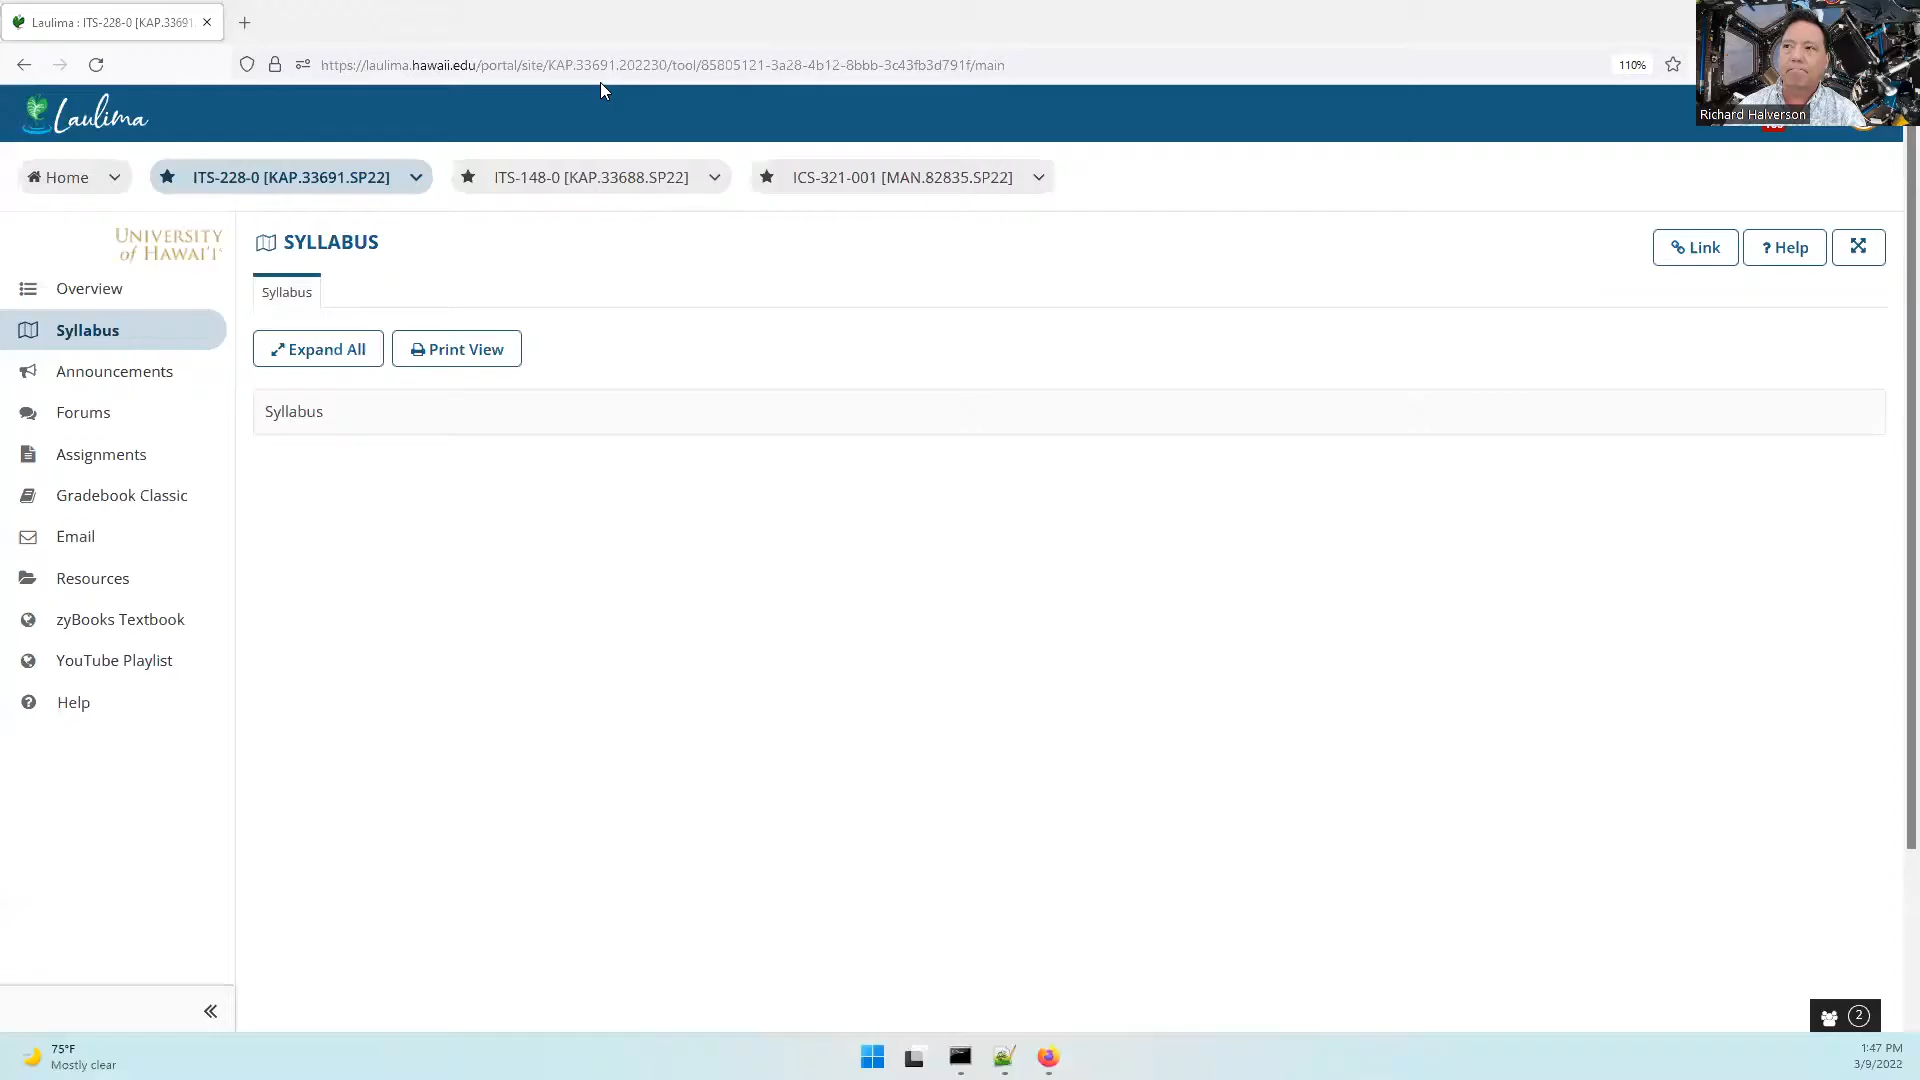 Laulima : ITS-228-0 [KAP.33691
https://laulima.hawaii.edu/portal/site/KAP.33691.202230/tool/85805121-3a28-4b12-8bbb-3c43fb3d791f/main
110%
Richard Halverson
Laulima
Home
ITS-228-0 [KAP.33691.SP22]
ITS-148-0 [KAP.33688.SP22]
ICS-321-001 [MAN.82835.SP22]
UNIVERSITY
of HAWAI'I
SYLLABUS
Link
? Help
Syllabus
Expand All
Print View
Syllabus
Overview
Syllabus
Announcements
Forums
Assignments
Gradebook Classic
Email
Resources
zyBooks Textbook
YouTube Playlist
Help
2
75°F
Mostly clear
1:47 PM
3/9/2022